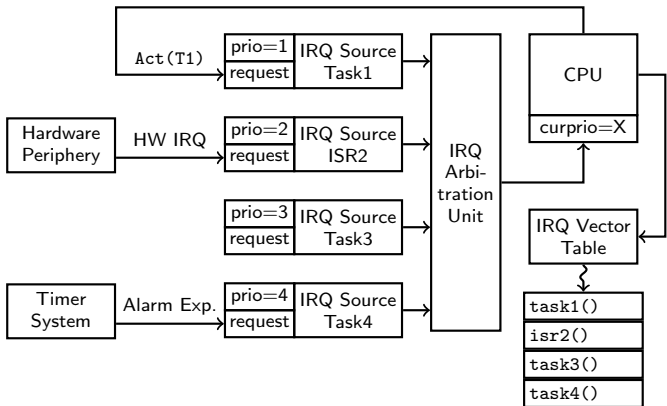 prio=1
request
IRQ Source
Task1
Act(T1)
CPU
curprio=X
Hardware
Periphery
HW IRQ
prio=2
request
IRQ Source
ISR2
IRQ
Arbi-
tration
Unit
prio=3
request
IRQ Source
Task3
IRQ Vector
Table
Timer
System
Alarm Exp.
prio=4
request
IRQ Source
Task4
task1()
isr2()
task3()
task4()